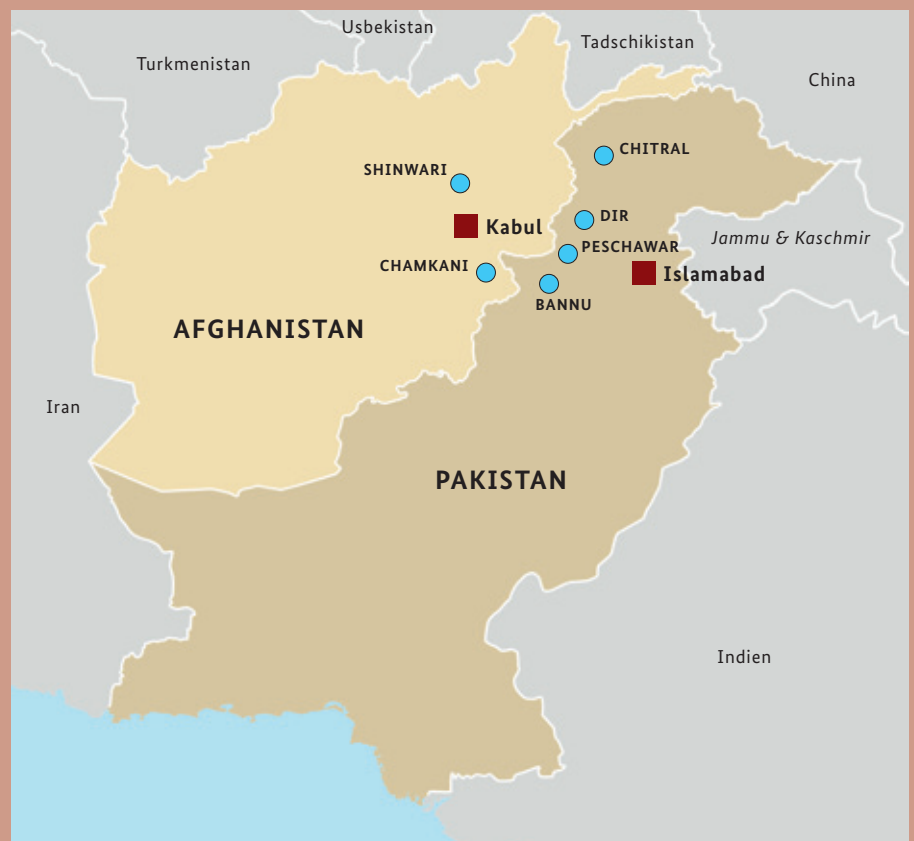 Usbekistan
Tadschikistan
Turkmenistan
China
CHITRAL
SHINWARI
DIR
Kabul
Jammu & Kaschmir
PESCHAWAR
CHAMKANI
Islamabad
BANNU
AFGHANISTAN
Iran
PAKISTAN
Indien